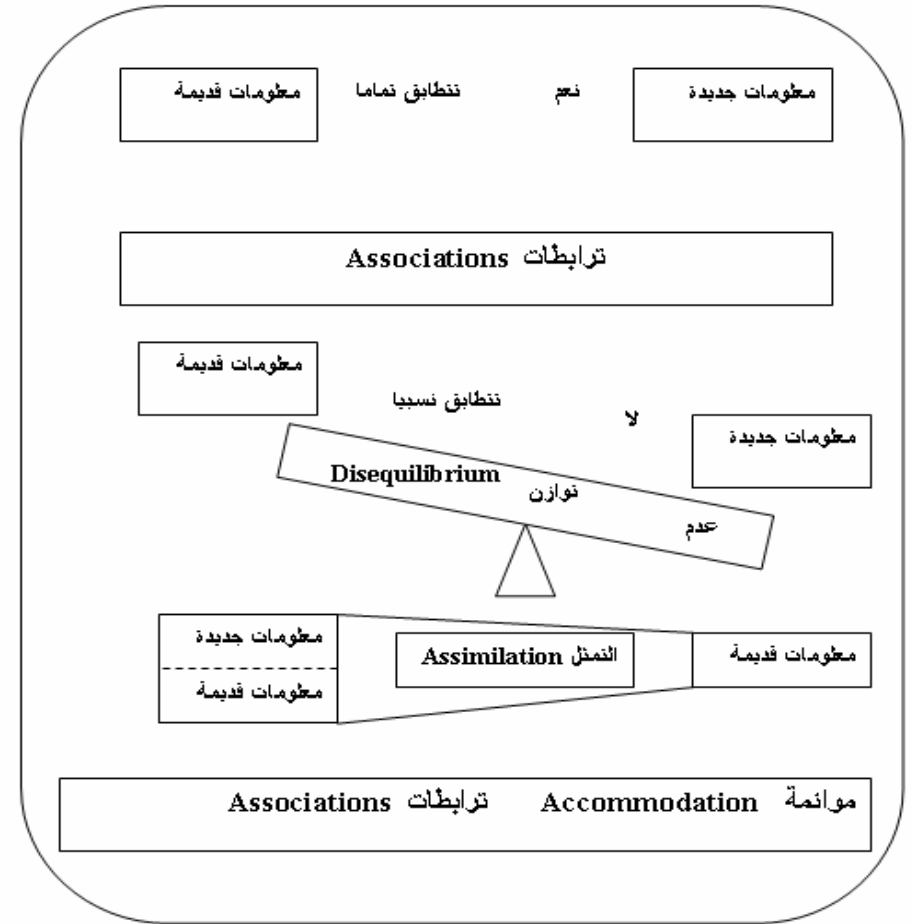 معلومات جديدة
نعم
تتطابق تماما
معلومات قديمة
ترابطات Associations
معلومات قديمة
تتطابق نسبيا
لا
معلومات جديدة
عدم
توازن
Disequilibrium
معلومات قديمة
التمثل Assimilation
معلومات جديدة
معلومات قديمة
موائمة Accommodation ترابطات Associations